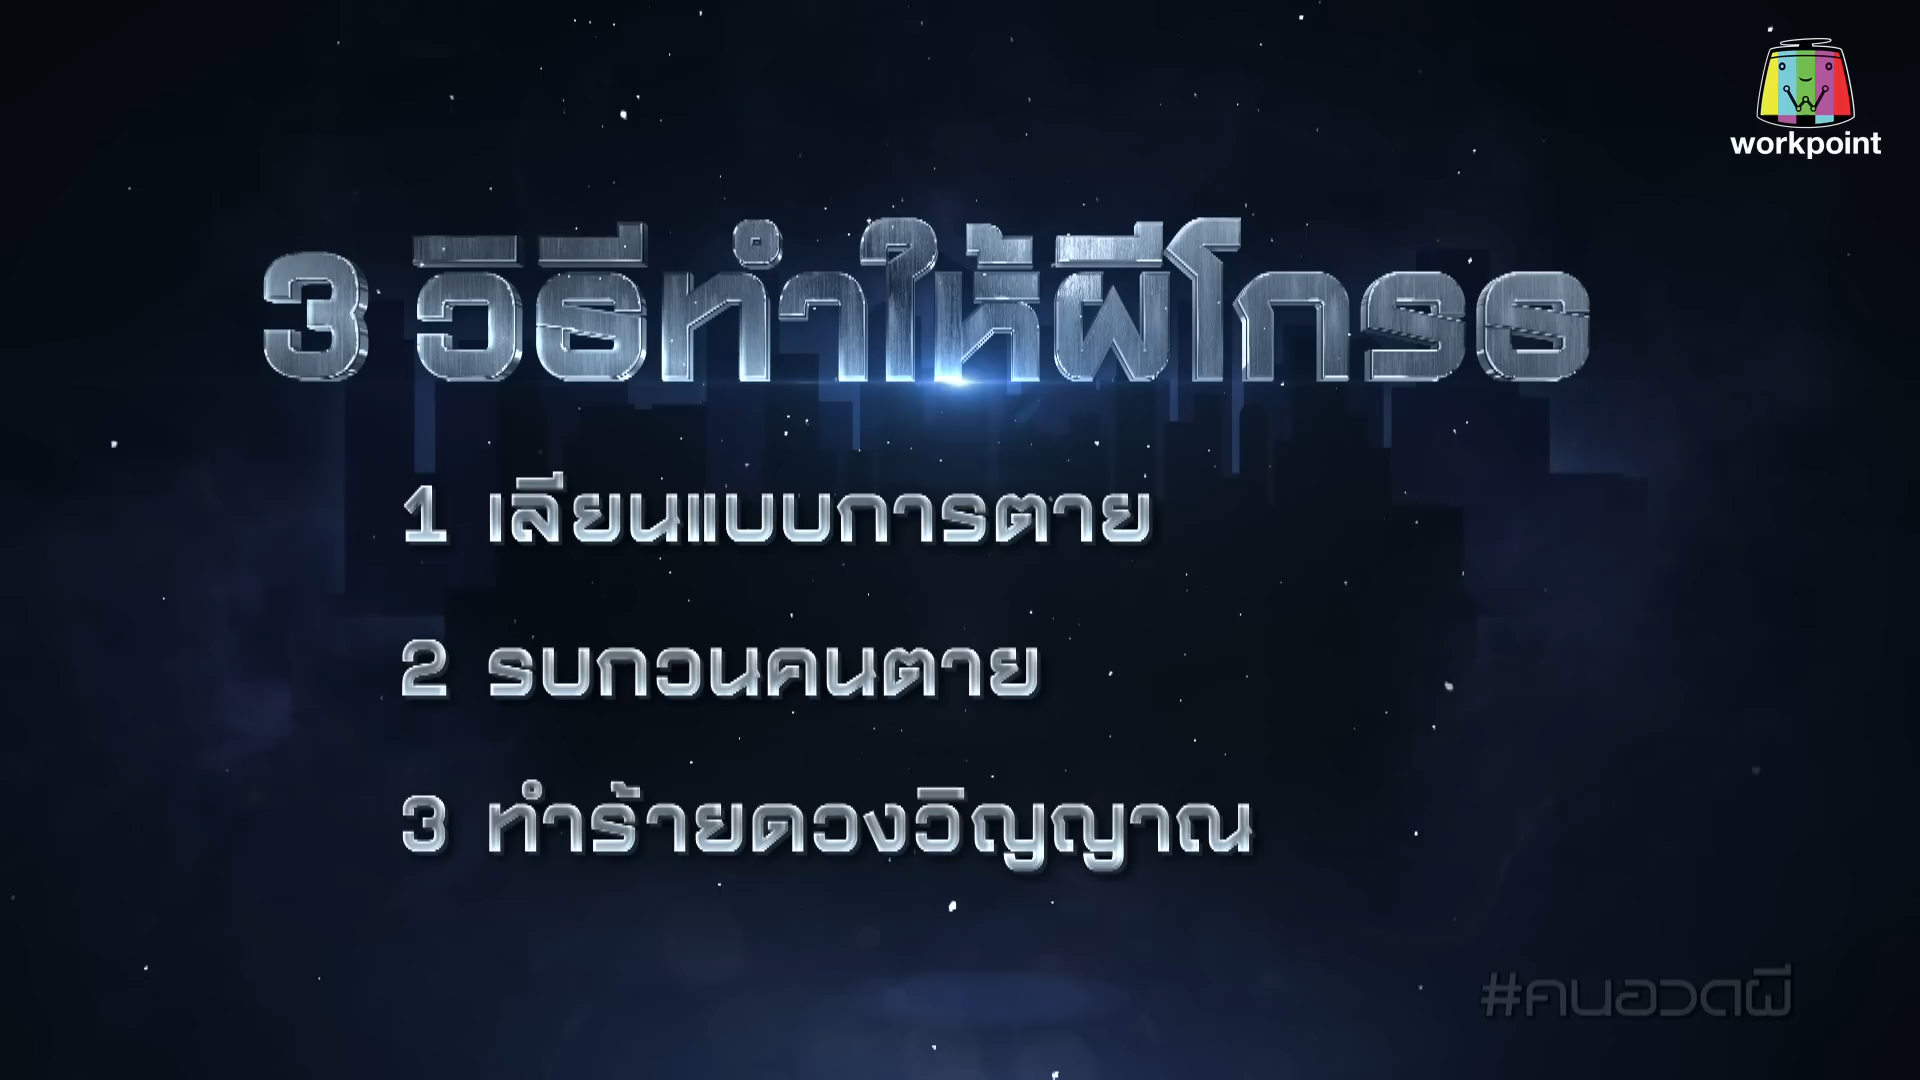 workpoint
3 วิธีทำให้ผีโกรธ
1 เลียนแบบการตาย
2 รบกวนคนตาย
3 ทำร้ายดวงวิญญาณ
#คนอวดผี